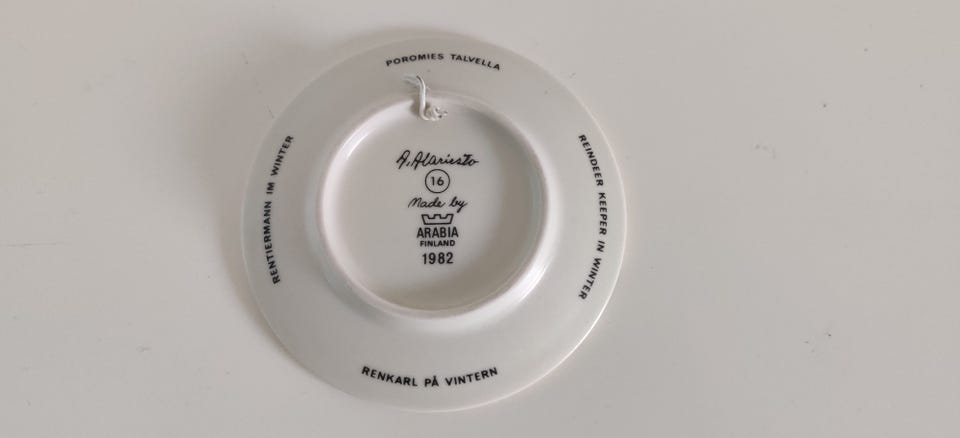 POROMIES TALVELLA
REINDEER KEEPER IN WINTER
RENKARL PÅ VINTERN
RENTIERMANN IM WINTER
A. Alariesto
16
Made by
ARABIA
FINLAND
1982